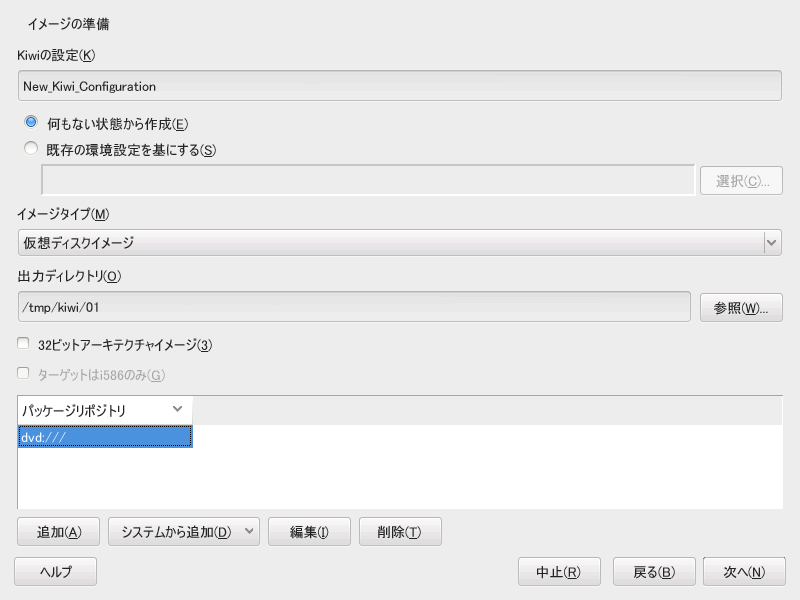 イメージの準備
Kiwiの設定(K)
New_Kiwi_Configuration
何もない状態から作成(E)
既存の環境設定を基にする(S)
選択(C)...
イメージタイプ(M)
仮想ディスクイメージ
出力ディレクトリ(O)
/tmp/kiwi/01
参照(W)...
32ビットアーキテクチャイメージ(3)
ターゲットはi586のみ(G)
パッケージリポジトリ
dvd:///
追加(A) システムから追加(D) 編集(I) 削除(T)
ヘルプ 中止(R) 戻る(B) 次へ(N)